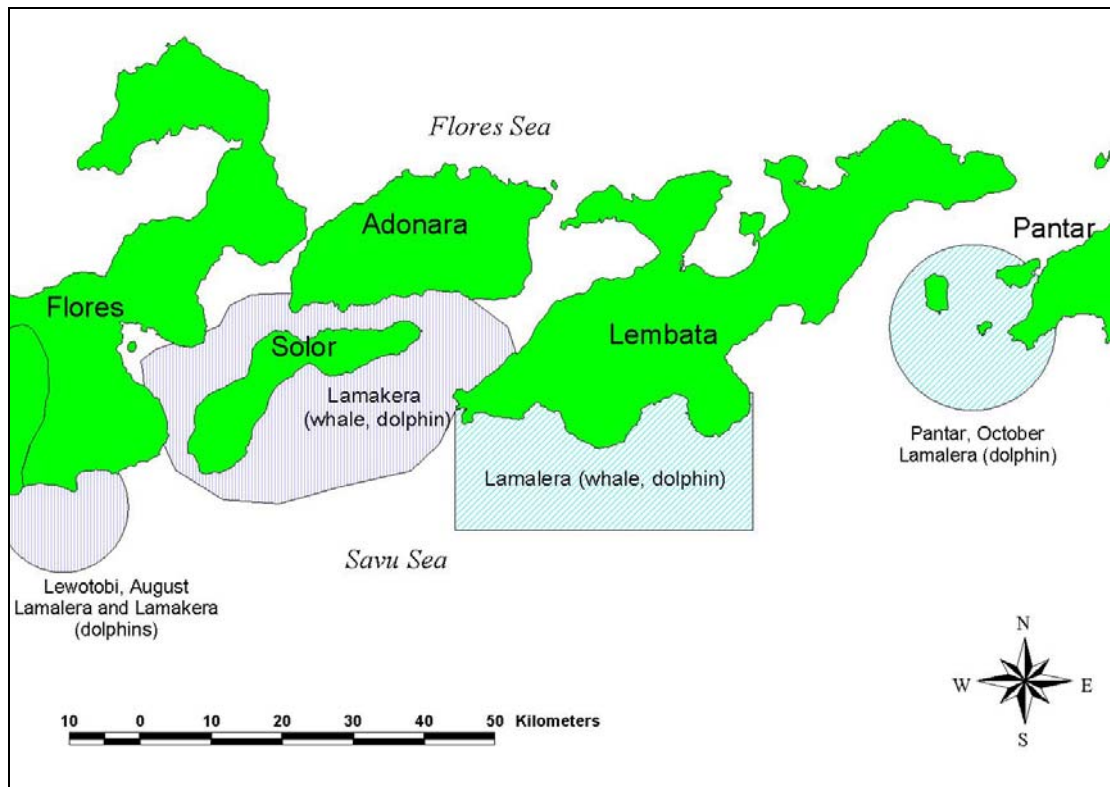 Flores Sea
Adonara
Pantar
Flores
Lembata
Solor
Lamakera
(whale, dolphin)
Pantar, October
Lamalera (dolphin)
Lamalera (whale, dolphin)
Savu Sea
Lewotobi, August
Lamalera and Lamakera
(dolphins)
N
W E
S
10 0 10 20 30 40 50 Kilometers